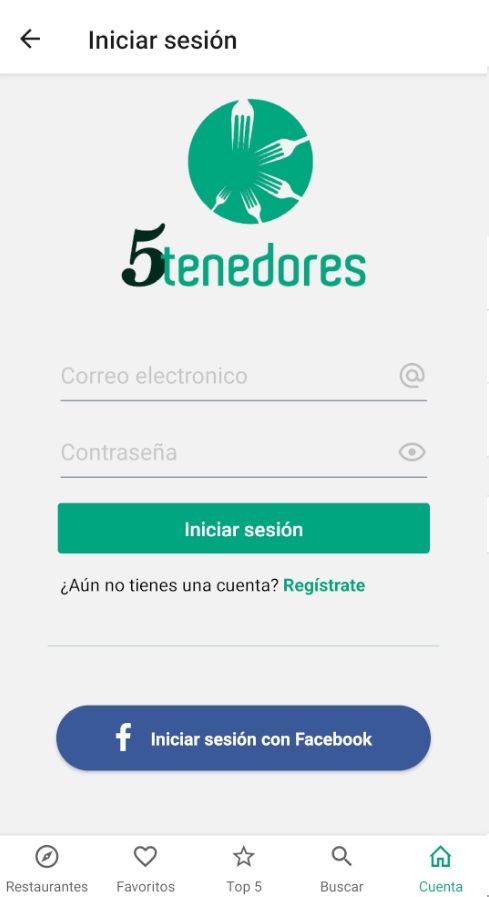 Iniciar sesión
5tenedores
Correo electronico
Contraseña
Iniciar sesión
¿Aún no tienes una cuenta? Regístrate
Iniciar sesión con Facebook
Restaurantes Favoritos Top 5 Buscar Cuenta